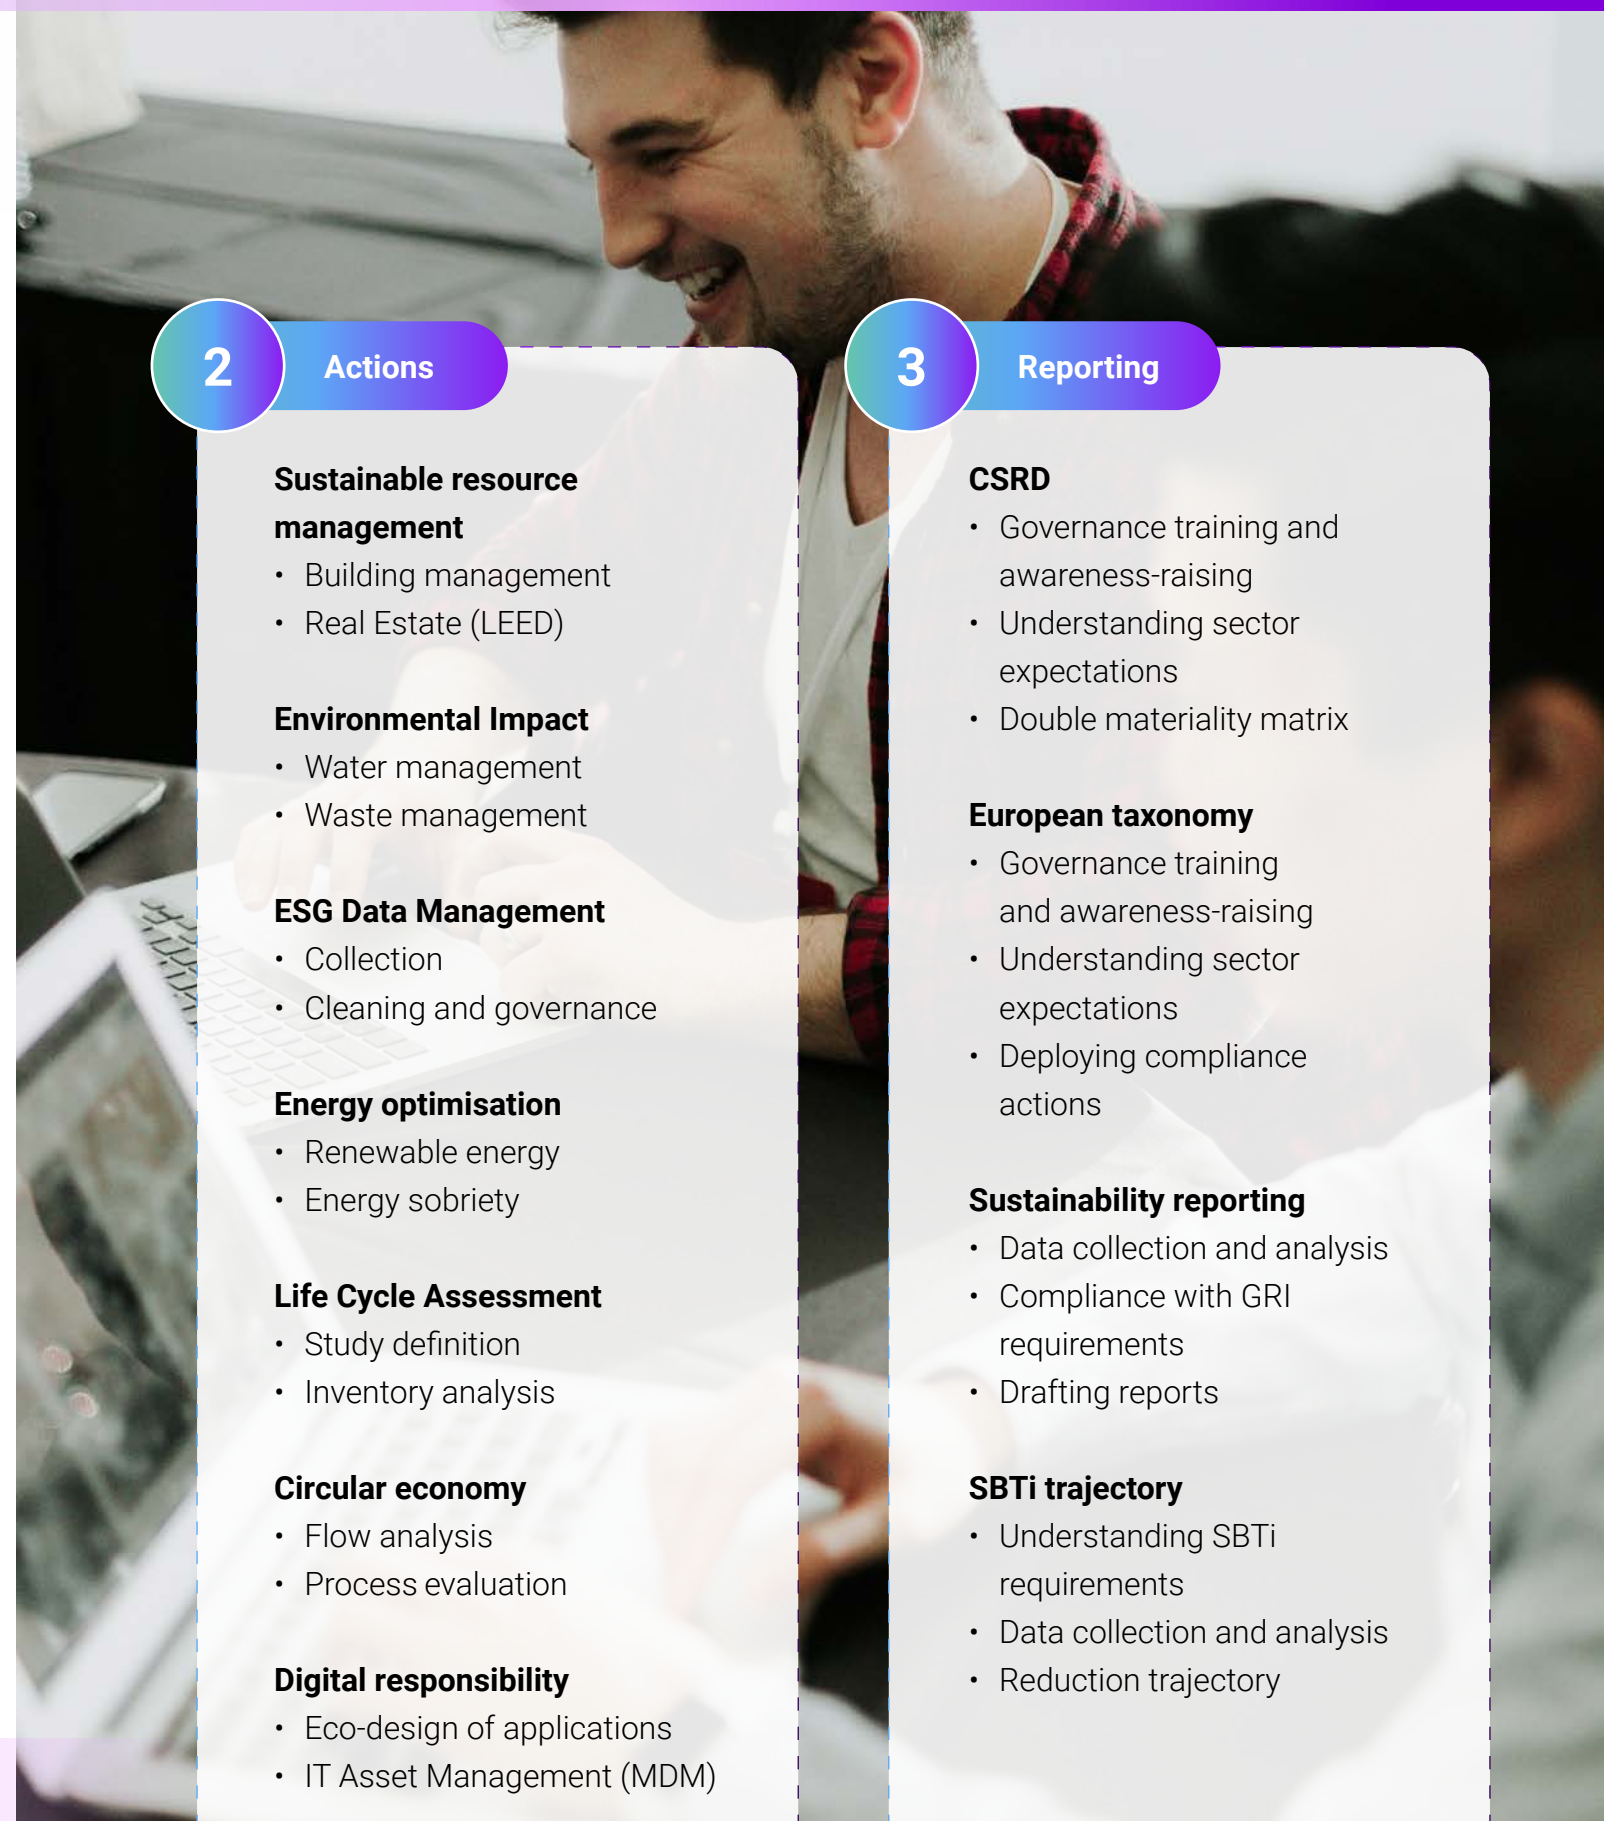 2
Actions
Sustainable resource
management
• Building management
• Real Estate (LEED)
Environmental Impact
• Water management
• Waste management
ESG Data Management
• Collection
• Cleaning and governance
Energy optimisation
• Renewable energy
• Energy sobriety
Life Cycle Assessment
• Study definition
• Inventory analysis
Circular economy
• Flow analysis
• Process evaluation
Digital responsibility
• Eco-design of applications
• IT Asset Management (MDM)
3
Reporting
CSRD
• Governance training and
awareness-raising
• Understanding sector
expectations
• Double materiality matrix
European taxonomy
• Governance training
and awareness-raising
• Understanding sector
expectations
• Deploying compliance
actions
Sustainability reporting
• Data collection and analysis
• Compliance with GRI
requirements
• Drafting reports
SBTi trajectory
• Understanding SBTi
requirements
• Data collection and analysis
• Reduction trajectory